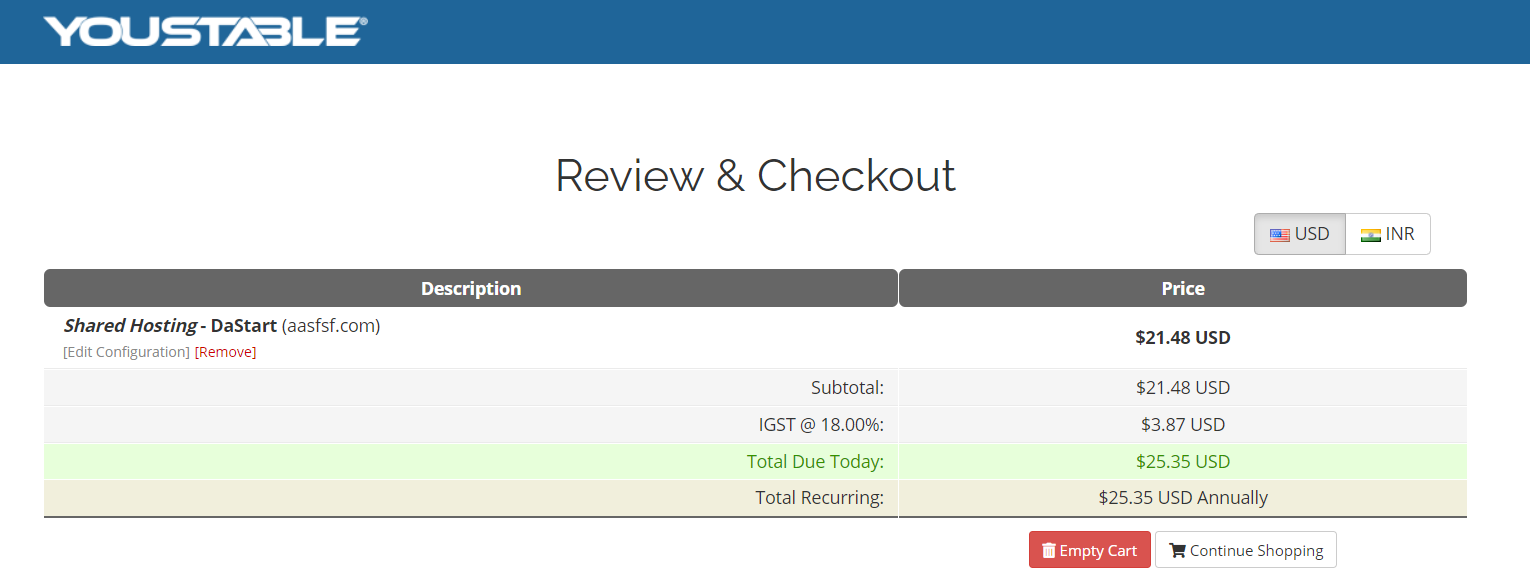 YOUSTABLE®
Review & Checkout
USD INR
Description Price
Shared Hosting - DaStart (aasfsf.com)
[Edit Configuration] [Remove]
$21.48 USD
Subtotal: $21.48 USD
IGST @ 18.00%: $3.87 USD
Total Due Today: $25.35 USD
Total Recurring: $25.35 USD Annually
Empty Cart Continue Shopping